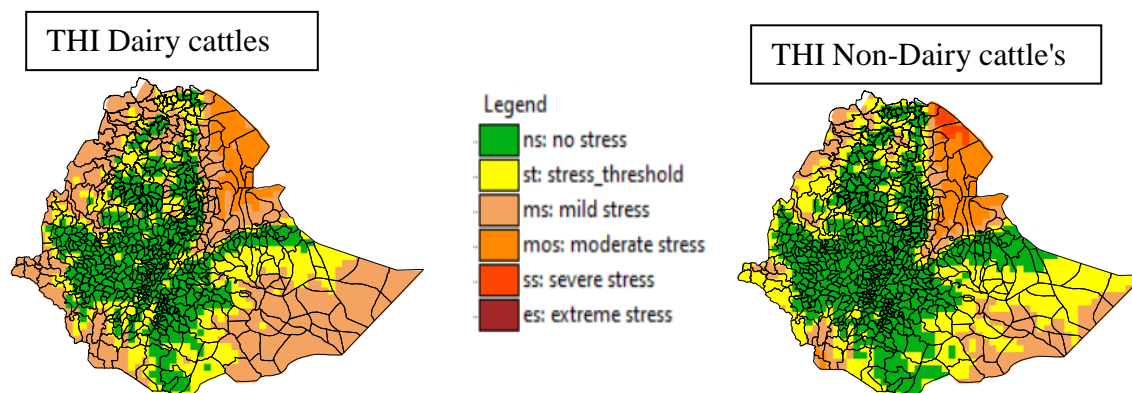 THI Dairy cattles
THI Non-Dairy cattle's
Legend
ns: no stress
st: stress_threshold
ms: mild stress
mos: moderate stress
ss: severe stress
es: extreme stress